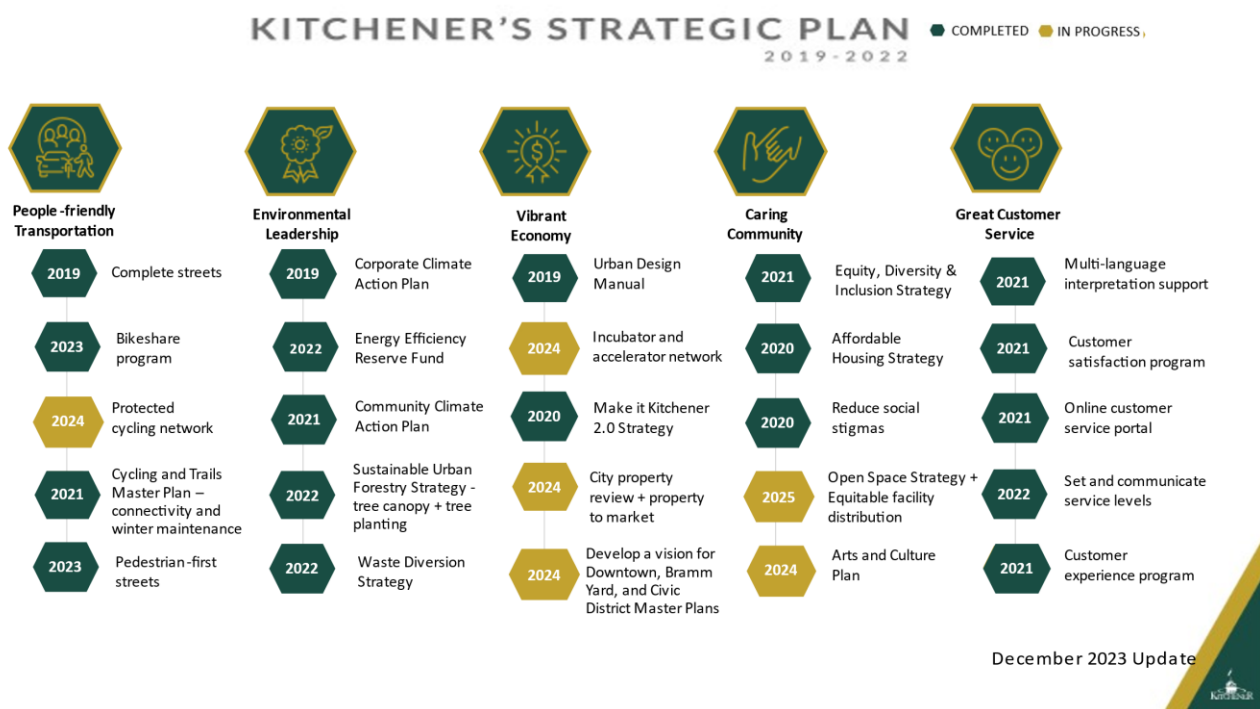 KITCHENER'S STRATEGIC PLAN
2019-2022
COMPLETED
IN PROGRESS
People-friendly
Transportation
2019
Complete streets
2023
Bikeshare
program
2024
Protected
cycling network
2021
Cycling and Trails
Master Plan –
connectivity and
winter maintenance
2023
Pedestrian-first
streets
Environmental
Leadership
2019
Corporate Climate
Action Plan
2022
Energy Efficiency
Reserve Fund
2021
Community Climate
Action Plan
2022
Sustainable Urban
Forestry Strategy -
tree canopy + tree
planting
2022
Waste Diversion
Strategy
Vibrant
Economy
2019
Urban Design
Manual
2024
Incubator and
accelerator network
2020
Make it Kitchener
2.0 Strategy
2024
City property
review + property
to market
2024
Develop a vision for
Downtown, Bramm
Yard, and Civic
District Master Plans
Caring
Community
2021
Equity, Diversity &
Inclusion Strategy
2020
Affordable
Housing Strategy
2020
Reduce social
stigmas
2025
Open Space Strategy +
Equitable facility
distribution
2024
Arts and Culture
Plan
Great Customer
Service
2021
Multi-language
interpretation support
2021
Customer
satisfaction program
2021
Online customer
service portal
2022
Set and communicate
service levels
2021
Customer
experience program
December 2023 Update
KITCHENER